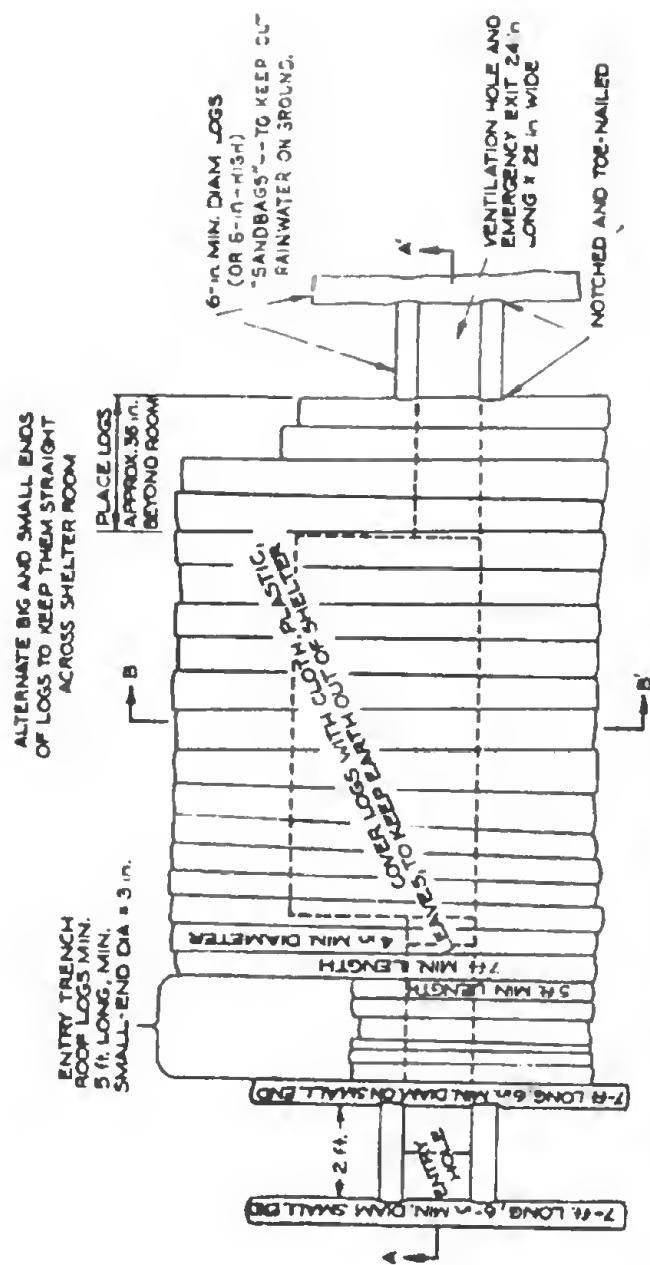 ALTERNATE BIG AND SMALL ENDS
OF LOGS TO KEEP THEM STRAIGHT
ACROSS SHELTER ROOM
ENTRY TRENCH
ROOF LOGS MIN.
5 ft. LONG, MIN.
SMALL-END DIA = 3 in.
PLACE LOGS
APPROX. 36 in.
BEYOND ROOM
6-in MIN. DIAM LOGS
(OR 6-in-HIGH)
"SANDBAGS"--TO KEEP OUT
RAINWATER ON GROUND.
B
A'
VENTILATION HOLE AND
EMERGENCY EXIT 24 in
LONG x 22 in WIDE
NOTCHED AND TOE-NAILED
COVER LOGS WITH CLOTH, PLASTIC,
LEAVES, TO KEEP EARTH OUT OF SHELTER
4 in MIN. DIAMETER
7 ft MIN. LENGTH
5 ft MIN LENGTH
7-ft LONG, 6 in. MIN. DIAM ON SMALL END
2 ft.
ENTRY
HOLE
7-ft. LONG, 6-in MIN. DIAM SMALL END
A
B'